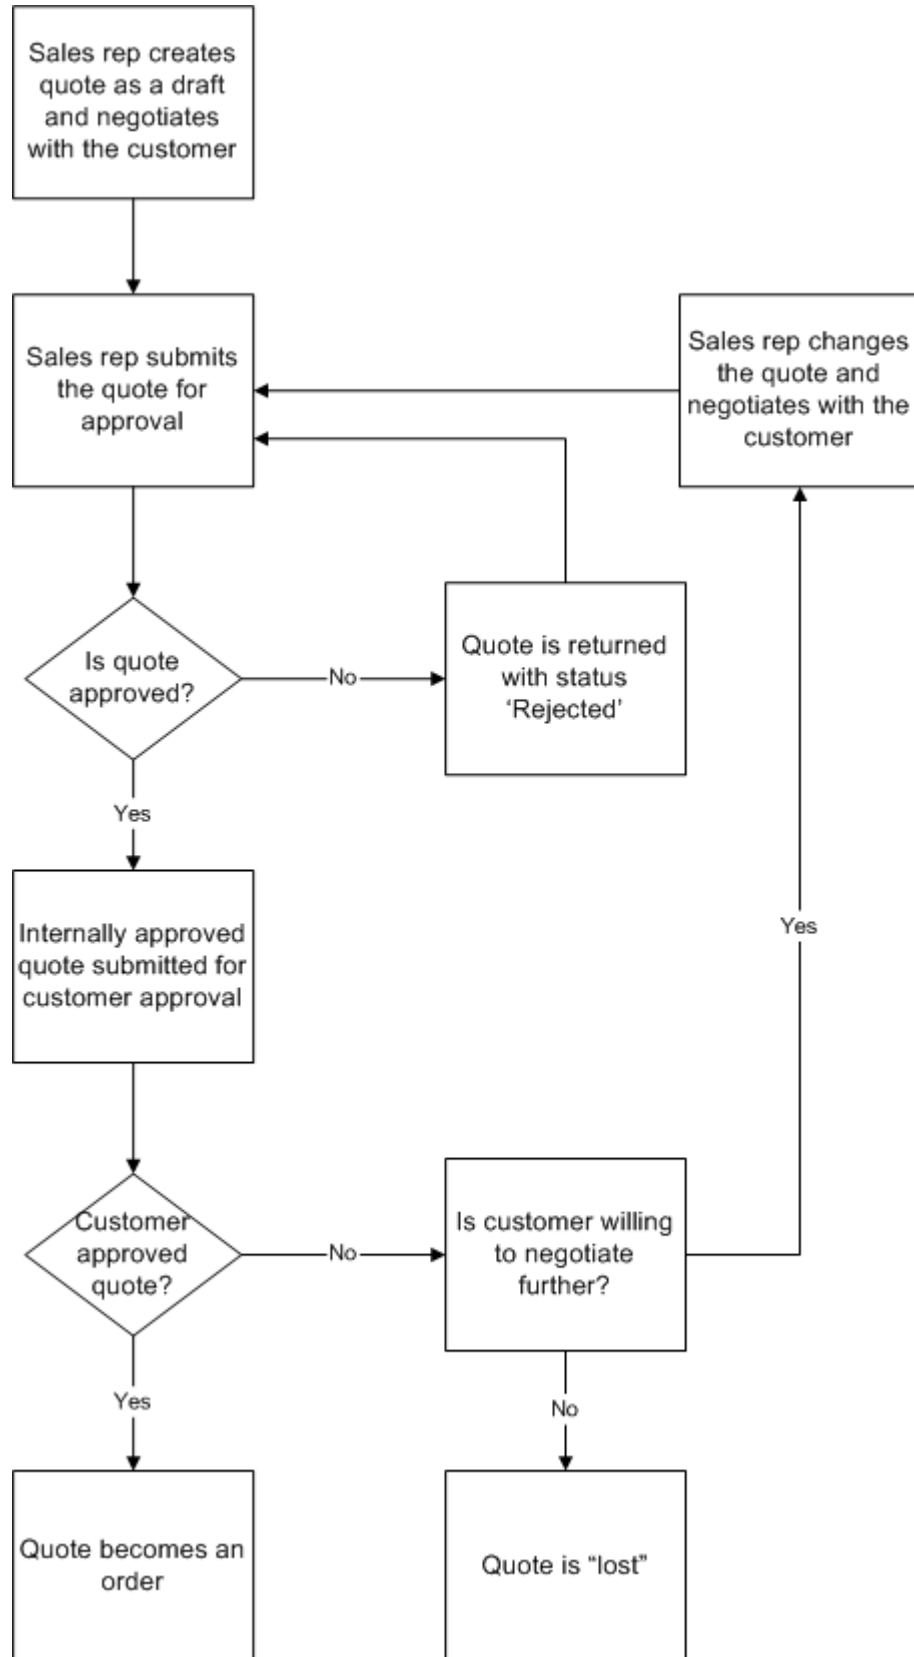 Sales rep creates
quote as a draft
and negotiates
with the customer
Sales rep submits
the quote for
approval
Sales rep changes
the quote and
negotiates with the
customer
Is quote
approved?
No
Quote is returned
with status
‘Rejected’
Yes
Internally approved
quote submitted for
customer approval
Yes
Customer
approved
quote?
No
Is customer willing
to negotiate
further?
Yes
No
Quote becomes an
order
Quote is “lost”